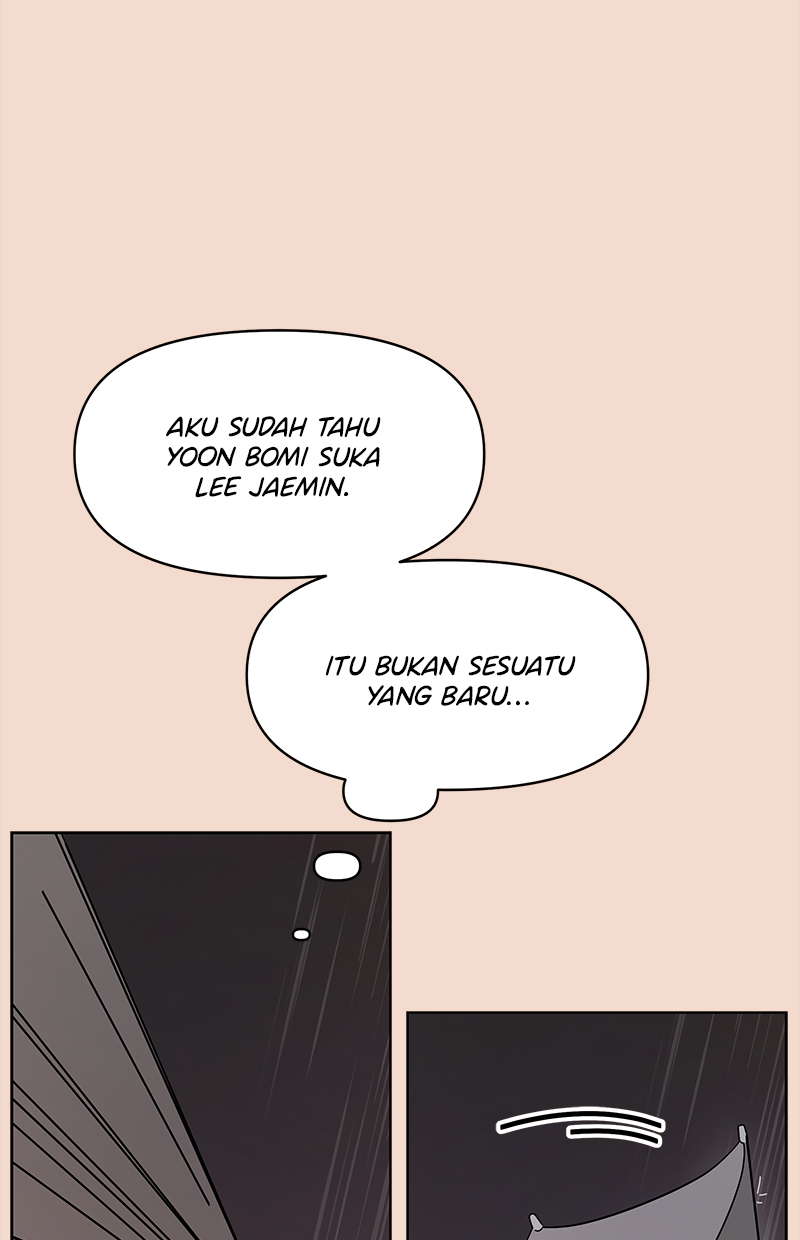 AKU SUDAH TAHU
YOON BOMI SUKA
LEE JAEMIN.
ITU BUKAN SESUATU
YANG BARU...